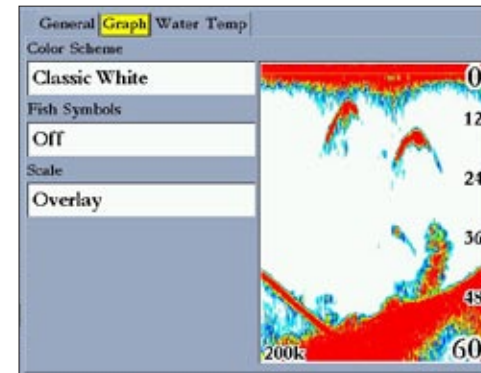 General Graph Water Temp
Color Scheme
Classic White
Fish Symbols
Off
Scale
Overlay
0
12
24
36
48
60
200k